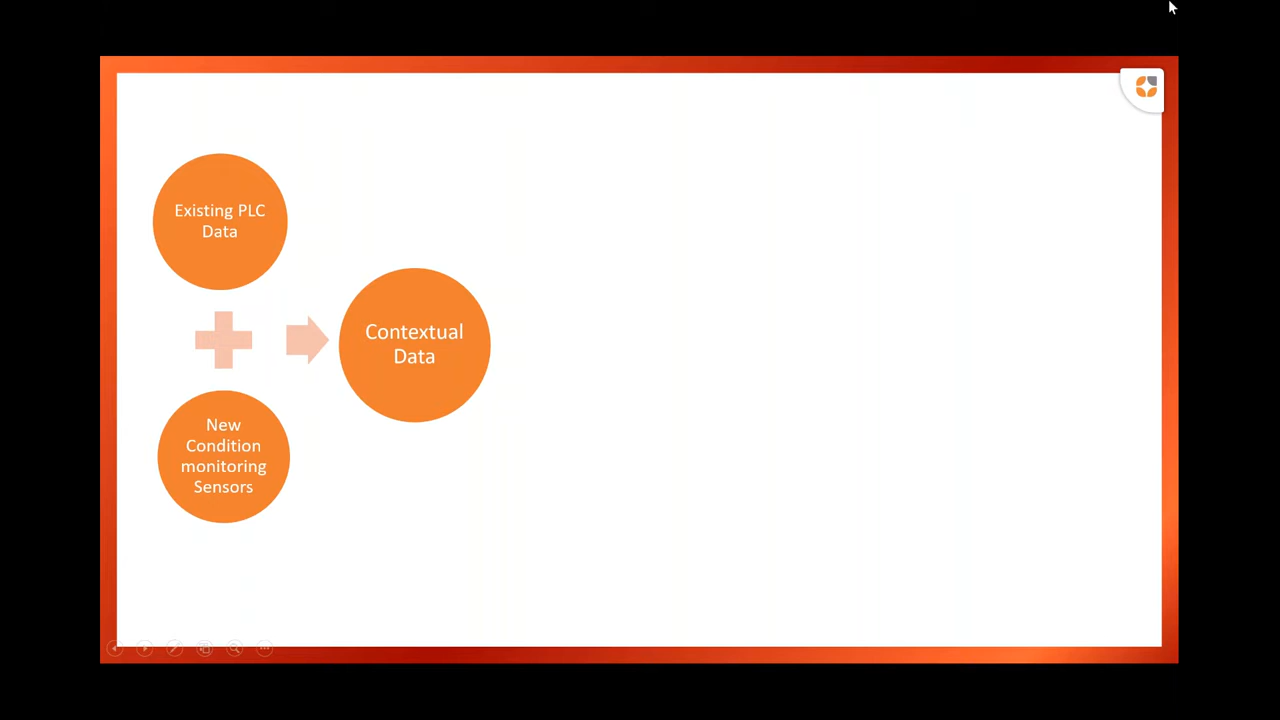 Existing PLC
Data
Contextual
Data
New
Condition
monitoring
Sensors